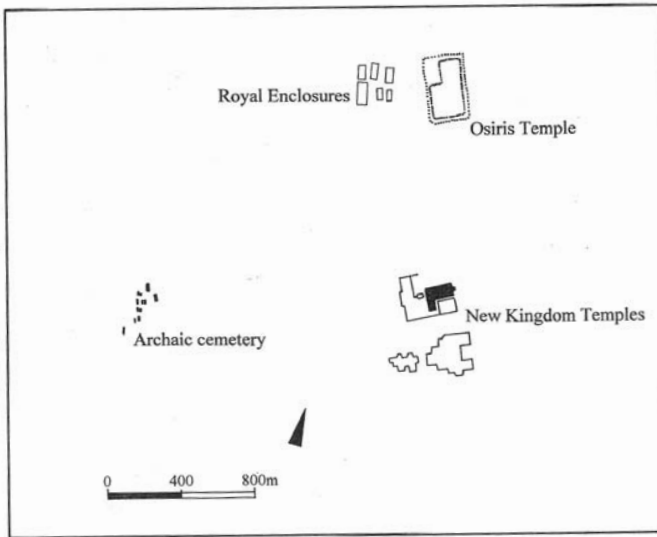 Royal Enclosures
Osiris Temple
New Kingdom Temples
Archaic cemetery
0 400 800m